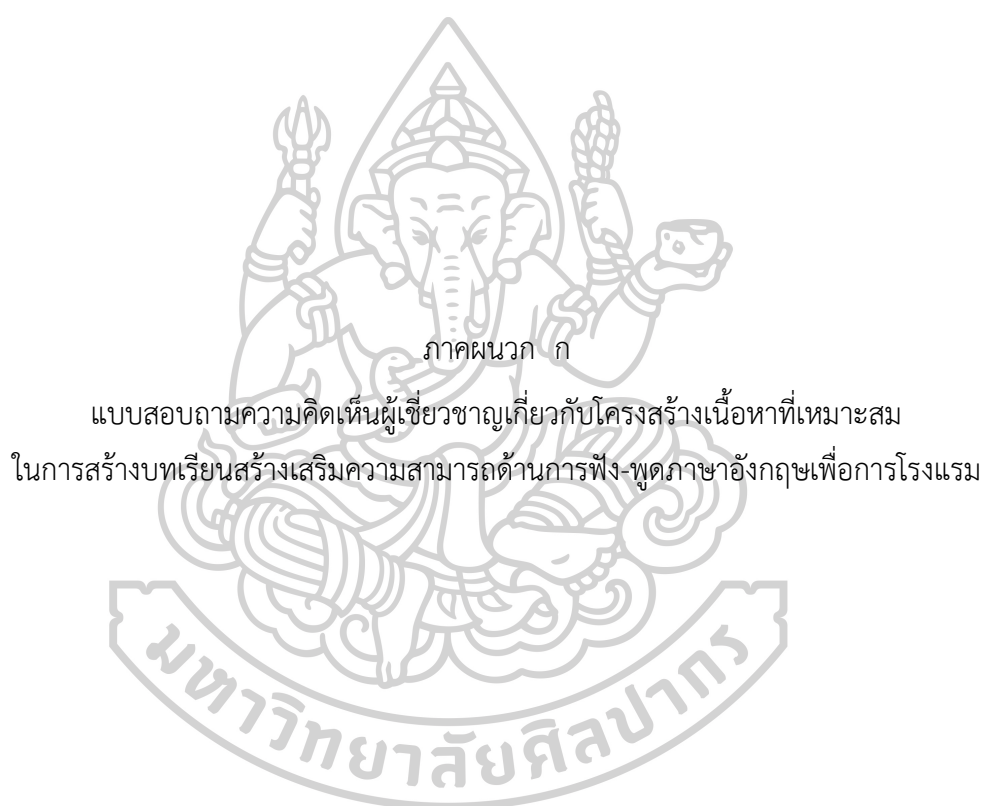 ภาคผนวก ก
แบบสอบถามความคิดเห็นผู้เชี่ยวชาญเกี่ยวกับโครงสร้างเนื้อหาที่เหมาะสม
ในการสร้างบทเรียนสร้างเสริมความสามารถด้านการฟัง-พูดภาษาอังกฤษเพื่อการโรงแรม
มหาวิทยาลัยศิลปากร